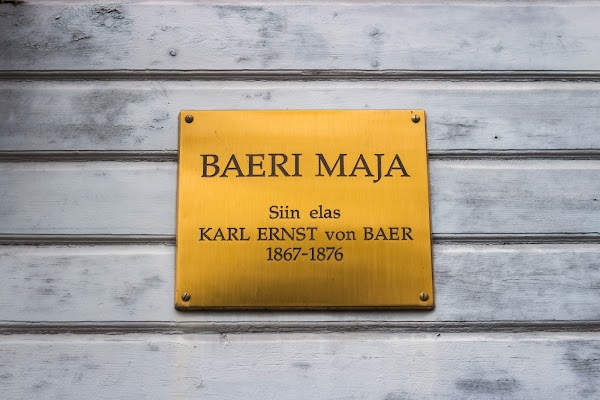 BAERI MAJA
Siin elas
KARL ERNST von BAER
1867-1876